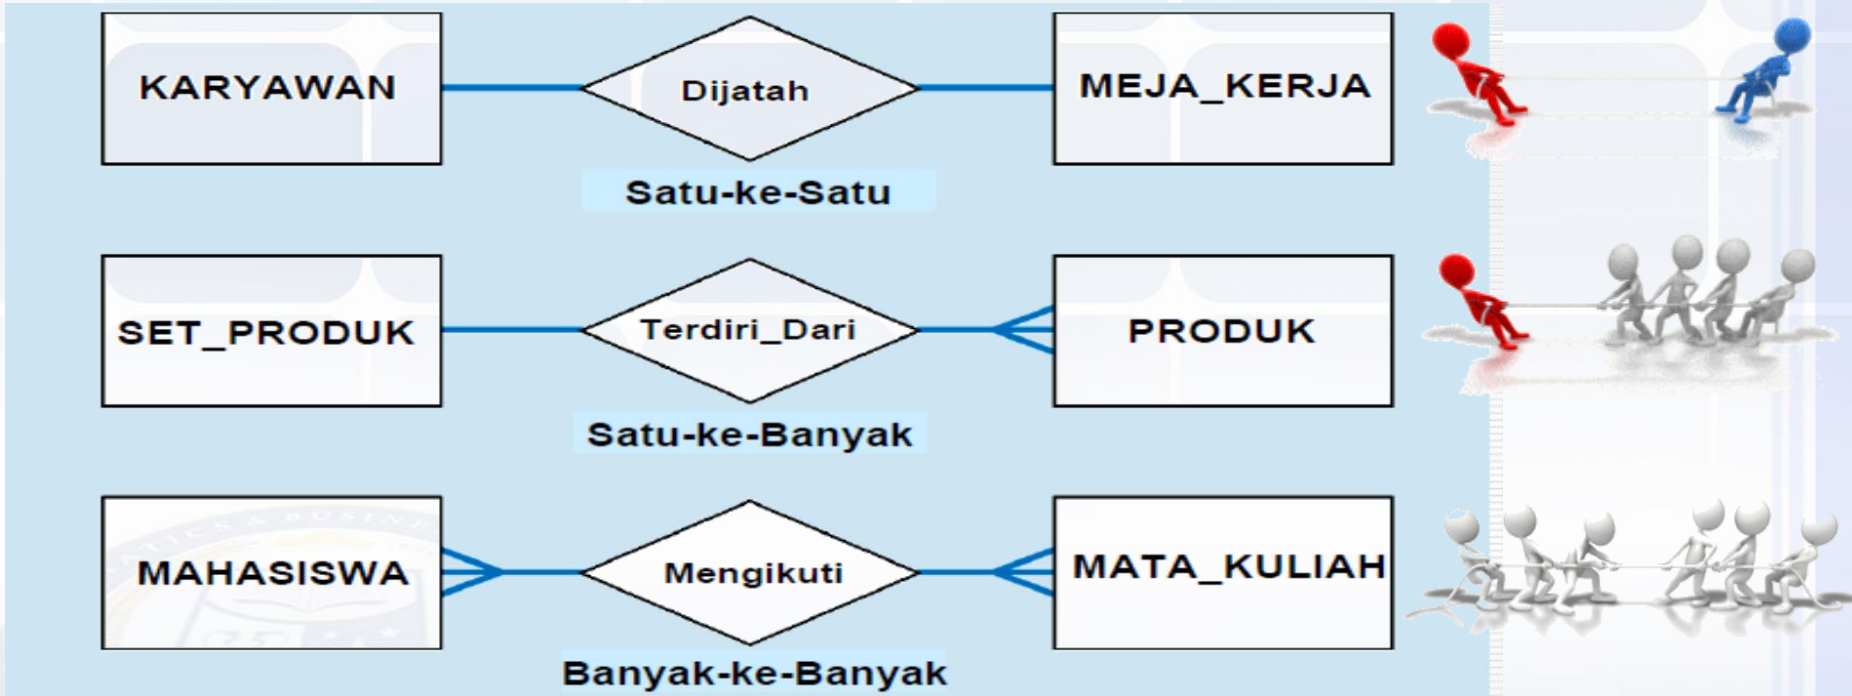 KARYAWAN Dijatah MEJA_KERJA
Satu-ke-Satu
SET_PRODUK Terdiri_Dari PRODUK
Satu-ke-Banyak
MAHASISWA Mengikuti MATA_KULIAH
Banyak-ke-Banyak